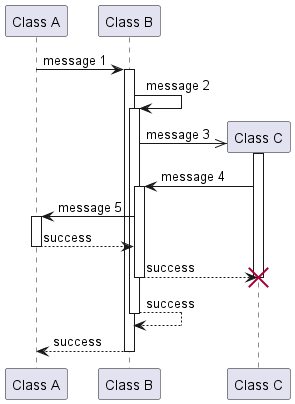 Class A
Class B
message 1
message 2
message 3
Class C
message 4
message 5
success
success
success
success
Class A
Class B
Class C